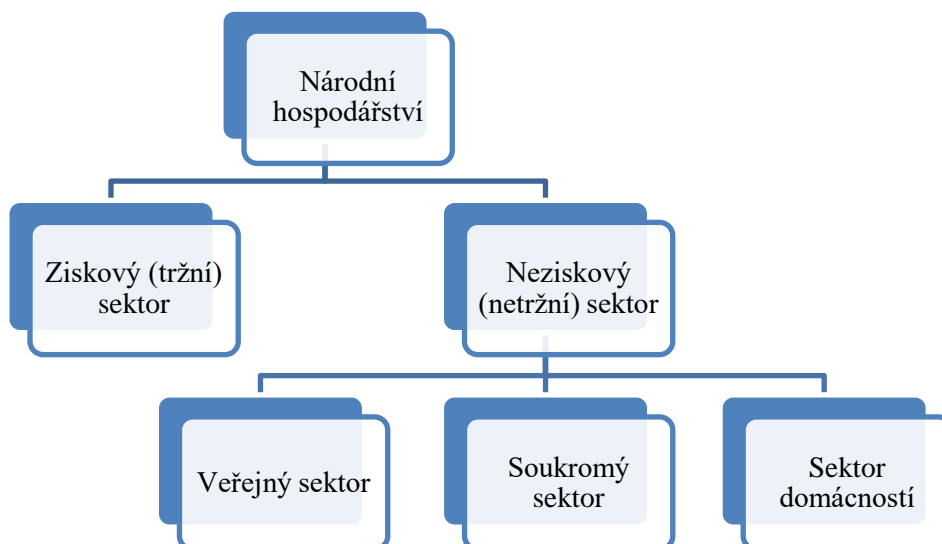 Národní
hospodářství
Ziskový (tržní)
sektor
Neziskový
(netržní) sektor
Veřejný sektor
Soukromý
sektor
Sektor
domácností